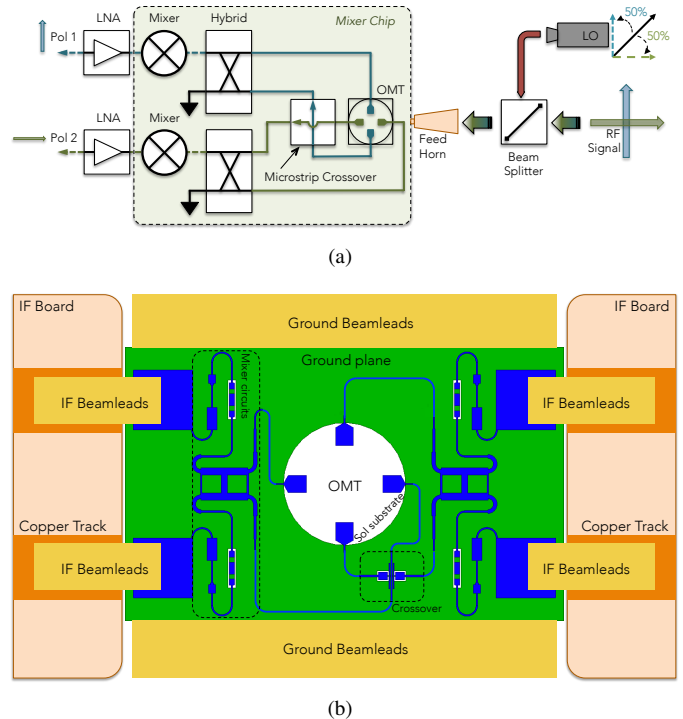 LNA
Mixer
Hybrid
Mixer Chip
Pol 1
LO
50%
50%
OMT
LNA
Mixer
Pol 2
Feed
Horn
RF
Signal
Beam
Splitter
Microstrip Crossover
(a)
IF Board
IF Board
Ground Beamleads
Ground plane
Mixer circuits
IF Beamleads
IF Beamleads
OMT
SoI substrate
Copper Track
Copper Track
IF Beamleads
IF Beamleads
Crossover
Ground Beamleads
(b)